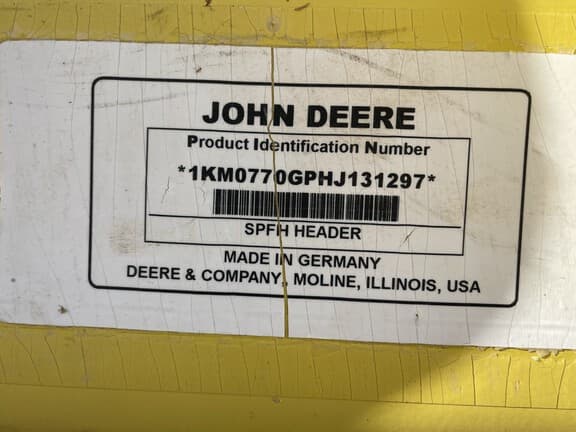 JOHN DEERE
Product Identification Number
*1KM0770GPHJ131297*
SPFH HEADER
MADE IN GERMANY
DEERE & COMPANY, MOLINE, ILLINOIS, USA